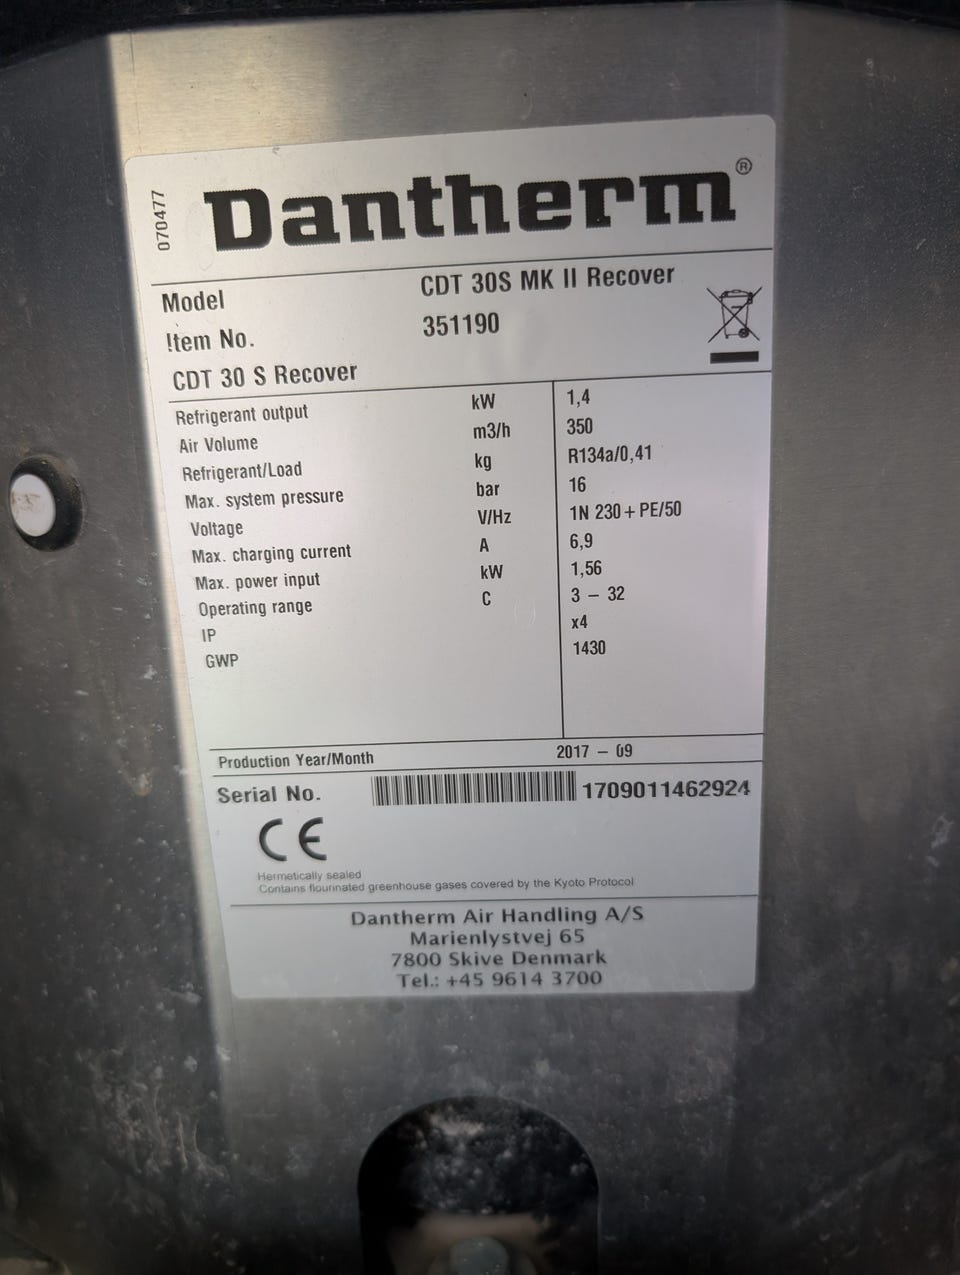 070477
Dantherm®
Model CDT 30S MK II Recover
Item No. 351190
CDT 30 S Recover
Refrigerant output kW 1,4
Air Volume m3/h 350
Refrigerant/Load kg R134a/0,41
Max. system pressure bar 16
Voltage V/Hz 1N 230 + PE/50
Max. charging current A 6,9
Max. power input kW 1,56
Operating range C 3 – 32
IP x4
GWP 1430
Production Year/Month 2017 – 09
Serial No. 1709011462924
CE
Hermetically sealed
Contains flourinated greenhouse gases covered by the Kyoto Protocol
Dantherm Air Handling A/S
Marienlystvej 65
7800 Skive Denmark
Tel.: +45 9614 3700